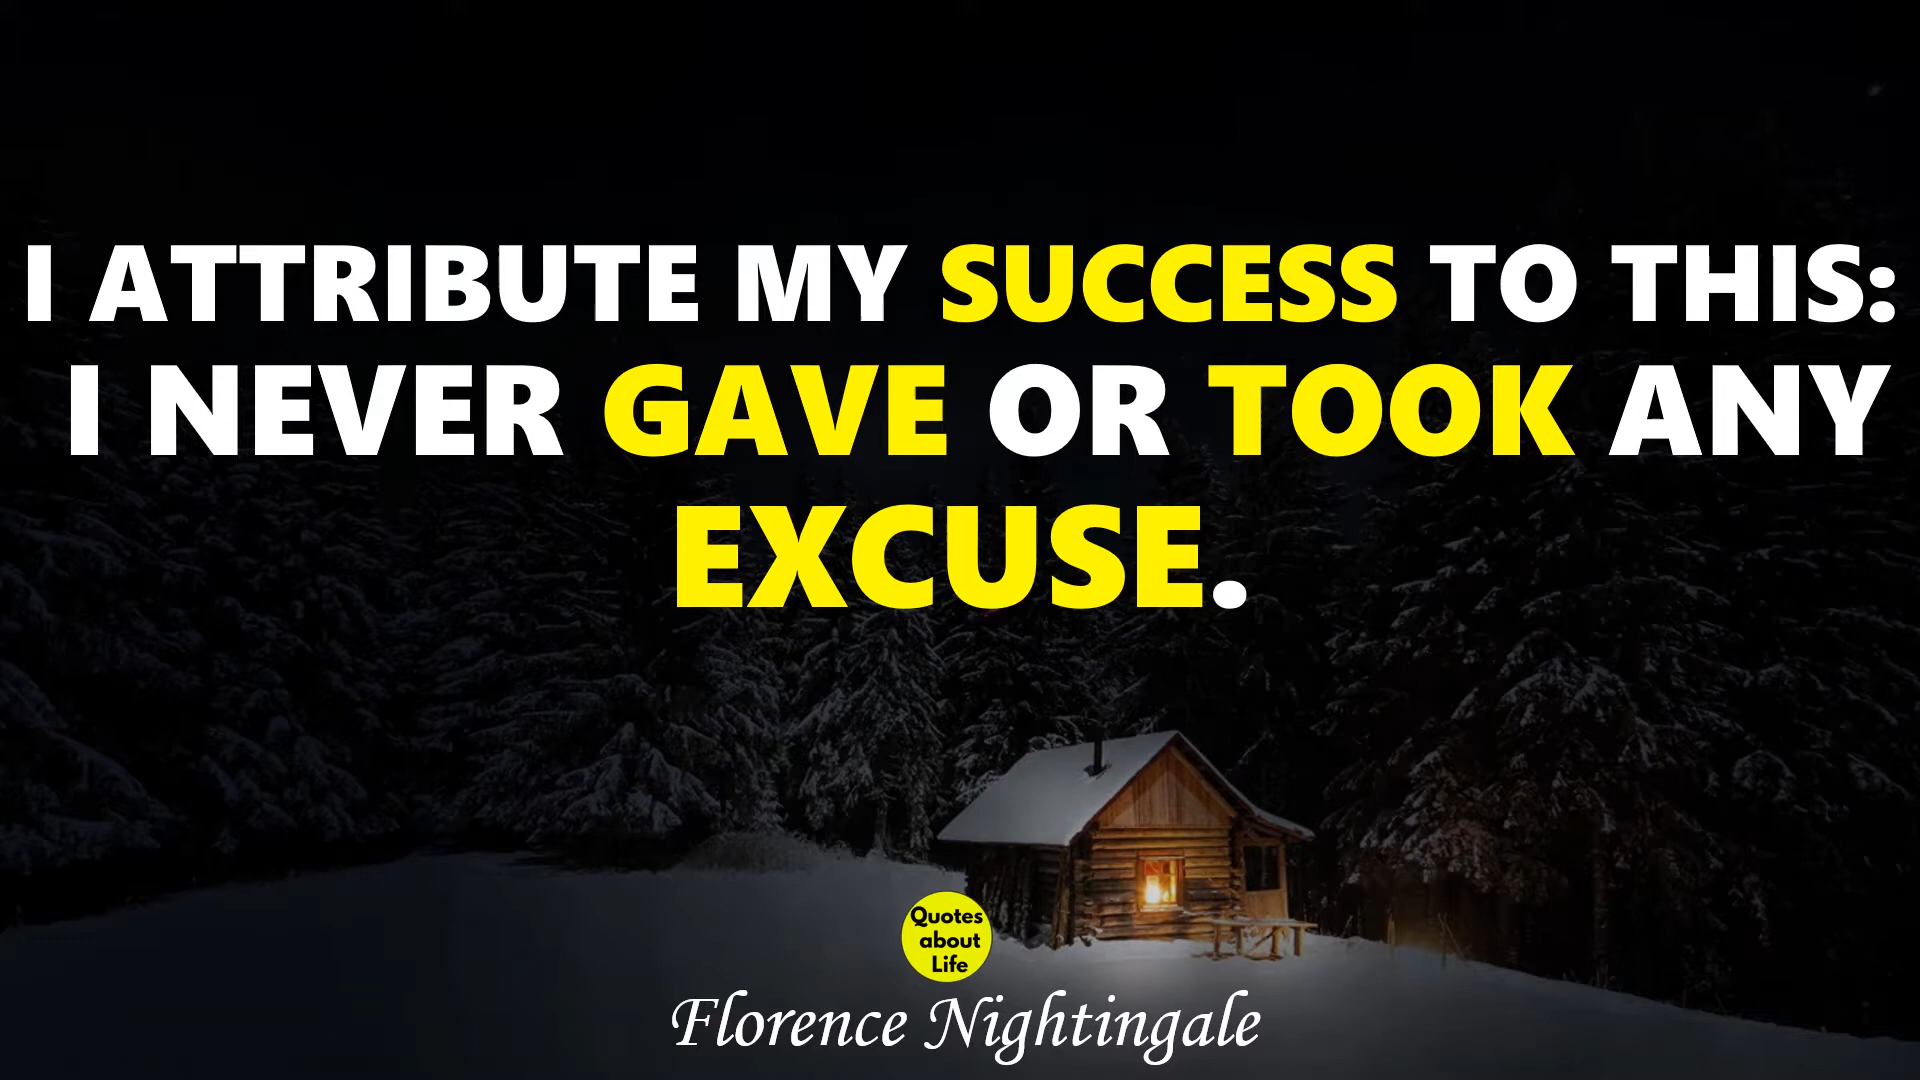 I ATTRIBUTE MY SUCCESS TO THIS:
I NEVER GAVE OR TOOK ANY
EXCUSE.
Quotes
about
Life
Florence Nightingale